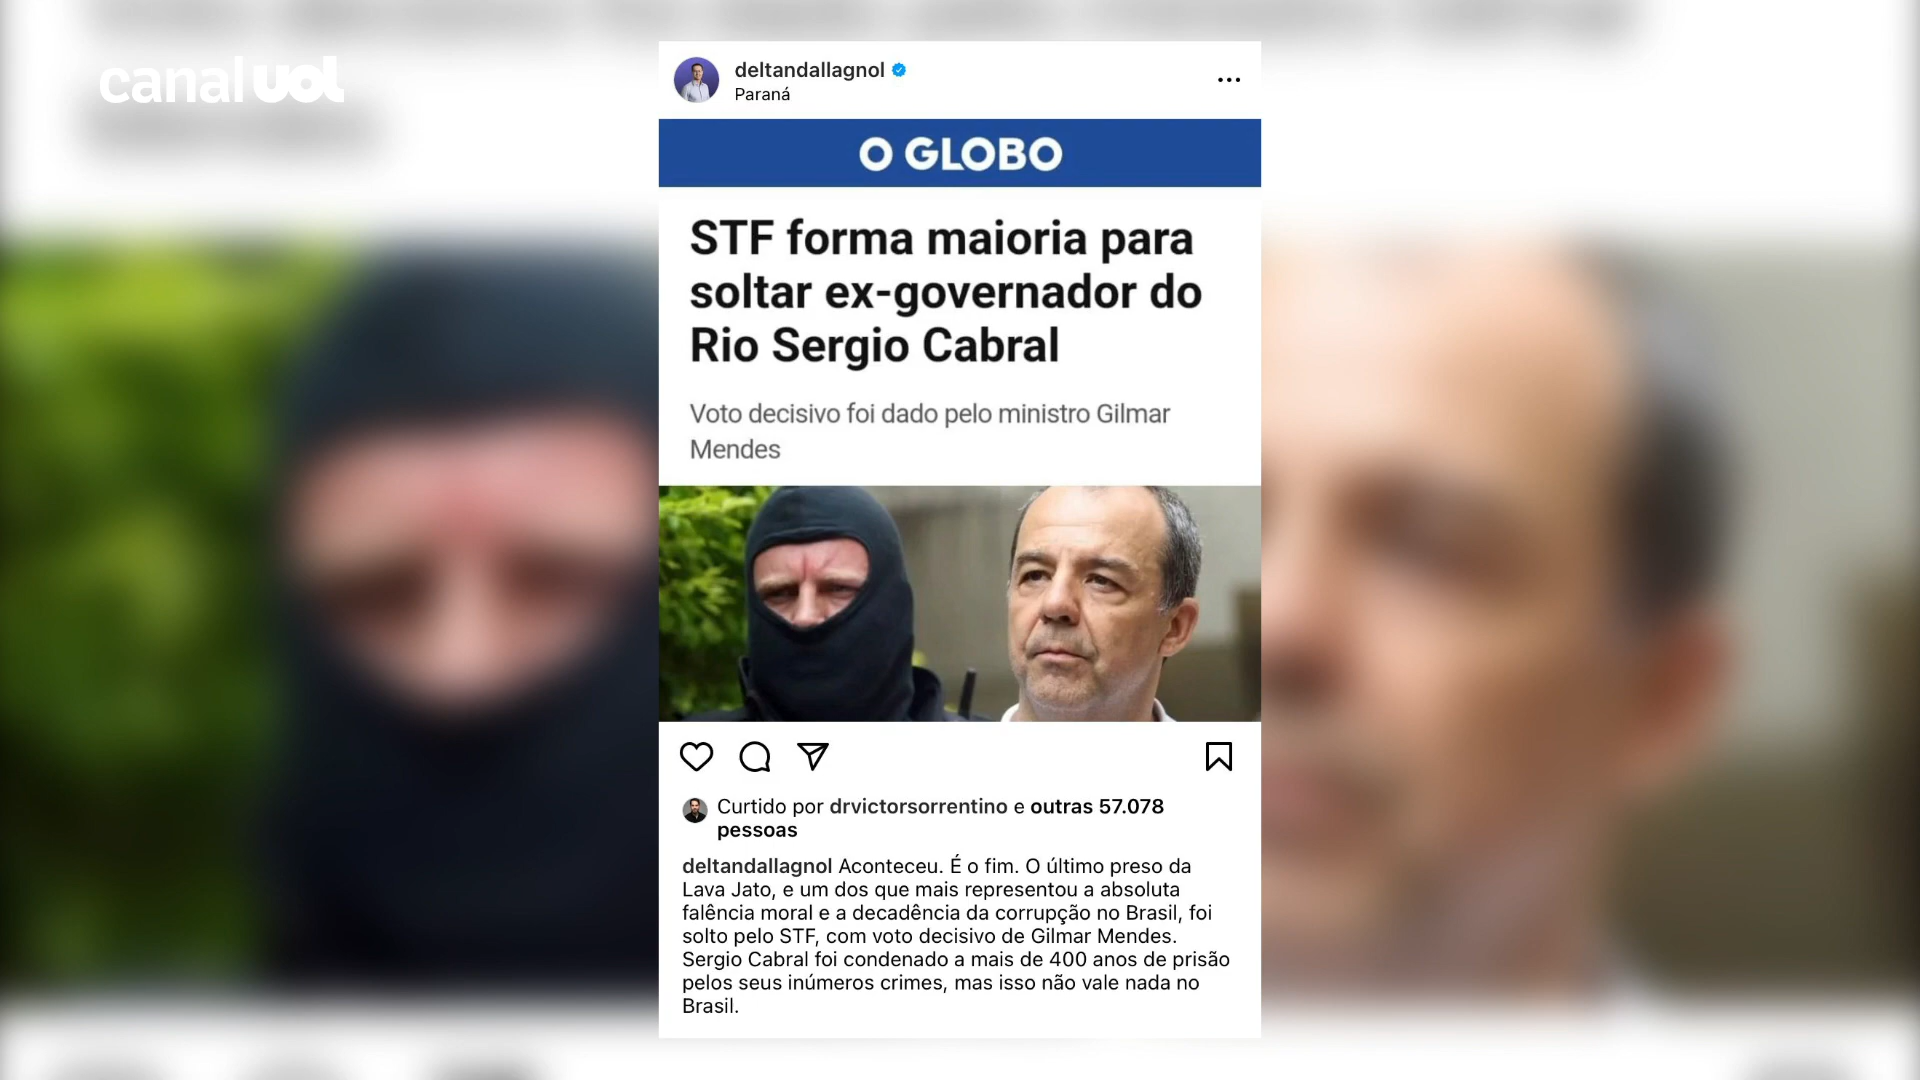 canal uol
deltandallagnol
Paraná
O GLOBO
STF forma maioria para
soltar ex-governador do
Rio Sergio Cabral
Voto decisivo foi dado pelo ministro Gilmar
Mendes
Curtido por drvictorsorrentino e outras 57.078
pessoas
deltandallagnol Aconteceu. É o fim. O último preso da
Lava Jato, e um dos que mais representou a absoluta
falência moral e a decadência da corrupção no Brasil, foi
solto pelo STF, com voto decisivo de Gilmar Mendes.
Sergio Cabral foi condenado a mais de 400 anos de prisão
pelos seus inúmeros crimes, mas isso não vale nada no
Brasil.